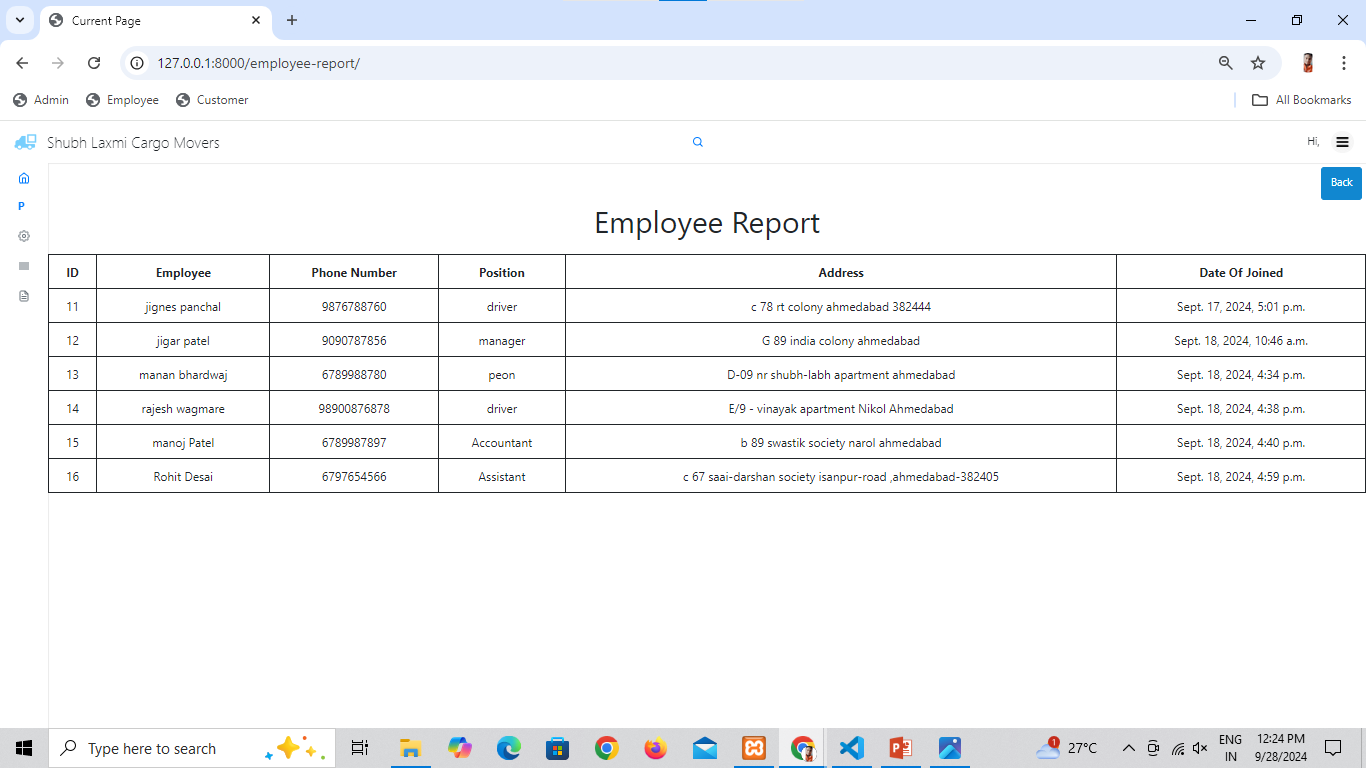 Current Page
127.0.0.1:8000/employee-report/
Admin Employee Customer All Bookmarks
Shubh Laxmi Cargo Movers Hi,
Back
P
Employee Report
ID Employee Phone Number Position Address Date Of Joined
11 jignes panchal 9876788760 driver c 78 rt colony ahmedabad 382444 Sept. 17, 2024, 5:01 p.m.
12 jigar patel 9090787856 manager G 89 india colony ahmedabad Sept. 18, 2024, 10:46 a.m.
13 manan bhardwaj 6789988780 peon D-09 nr shubh-labh apartment ahmedabad Sept. 18, 2024, 4:34 p.m.
14 rajesh wagmare 98900876878 driver E/9 - vinayak apartment Nikol Ahmedabad Sept. 18, 2024, 4:38 p.m.
15 manoj Patel 6789987897 Accountant b 89 swastik society narol ahmedabad Sept. 18, 2024, 4:40 p.m.
16 Rohit Desai 6797654566 Assistant c 67 saai-darshan society isanpur-road ,ahmedabad-382405 Sept. 18, 2024, 4:59 p.m.
Type here to search 1 27°C ENG 12:24 PM
IN 9/28/2024